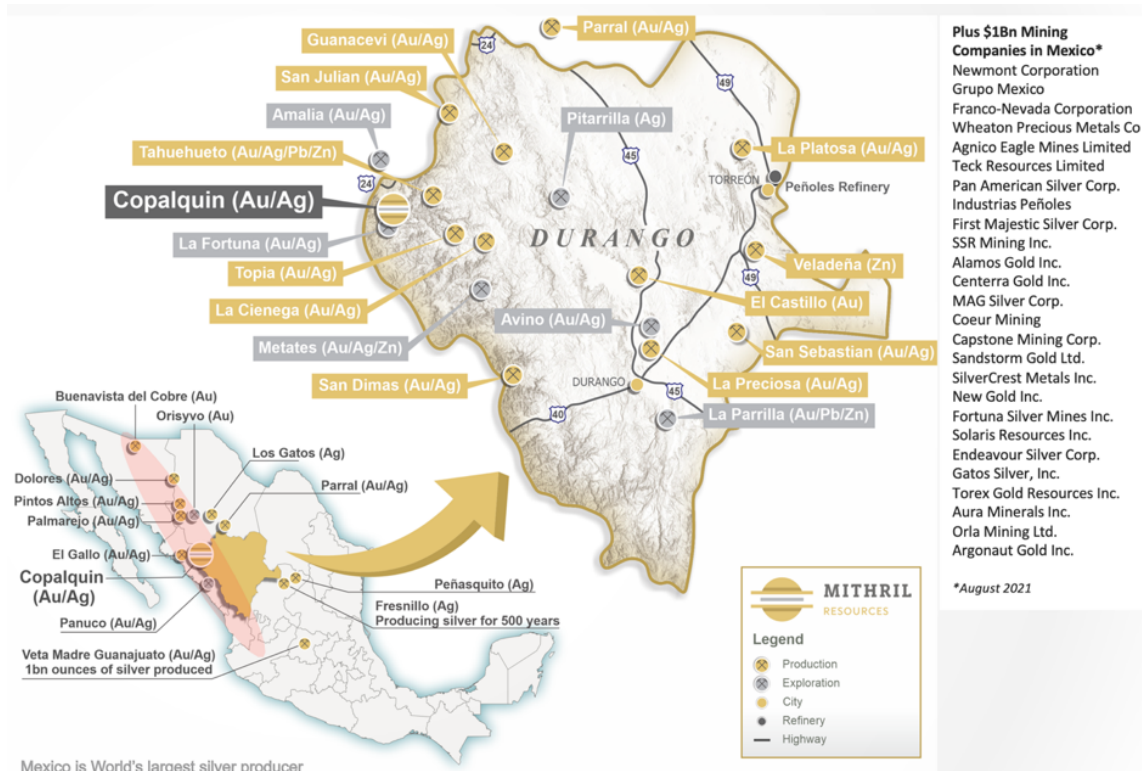 Parral (Au/Ag)
Guanacevi (Au/Ag)
24
San Julian (Au/Ag)
49
Amalia (Au/Ag)
Pitarrilla (Ag)
Tahuehueto (Au/Ag/Pb/Zn)
45
La Platosa (Au/Ag)
24
TORREÓN
Peñoles Refinery
Copalquin (Au/Ag)
La Fortuna (Au/Ag)
DURANGO
Topia (Au/Ag)
Veladeña (Zn)
49
La Cienega (Au/Ag)
El Castillo (Au)
Avino (Au/Ag)
Metates (Au/Ag/Zn)
San Sebastian (Au/Ag)
San Dimas (Au/Ag)
DURANGO
La Preciosa (Au/Ag)
45
40
La Parrilla (Au/Pb/Zn)
Buenavista del Cobre (Au)
Orisyvo (Au)
Los Gatos (Ag)
Dolores (Au/Ag)
Parral (Au/Ag)
Pintos Altos (Au/Ag)
Palmarejo (Au/Ag)
El Gallo (Au/Ag)
Copalquin
(Au/Ag)
Peñasquito (Ag)
Panuco (Au/Ag)
Fresnillo (Ag)
Producing silver for 500 years
Veta Madre Guanajuato (Au/Ag)
1bn ounces of silver produced
Mexico is World's largest silver producer
MITHRIL
RESOURCES
Legend
Production
Exploration
City
Refinery
Highway
Plus $1Bn Mining
Companies in Mexico*
Newmont Corporation
Grupo Mexico
Franco-Nevada Corporation
Wheaton Precious Metals Co
Agnico Eagle Mines Limited
Teck Resources Limited
Pan American Silver Corp.
Industrias Peñoles
First Majestic Silver Corp.
SSR Mining Inc.
Alamos Gold Inc.
Centerra Gold Inc.
MAG Silver Corp.
Coeur Mining
Capstone Mining Corp.
Sandstorm Gold Ltd.
SilverCrest Metals Inc.
New Gold Inc.
Fortuna Silver Mines Inc.
Solaris Resources Inc.
Endeavour Silver Corp.
Gatos Silver, Inc.
Torex Gold Resources Inc.
Aura Minerals Inc.
Orla Mining Ltd.
Argonaut Gold Inc.
*August 2021